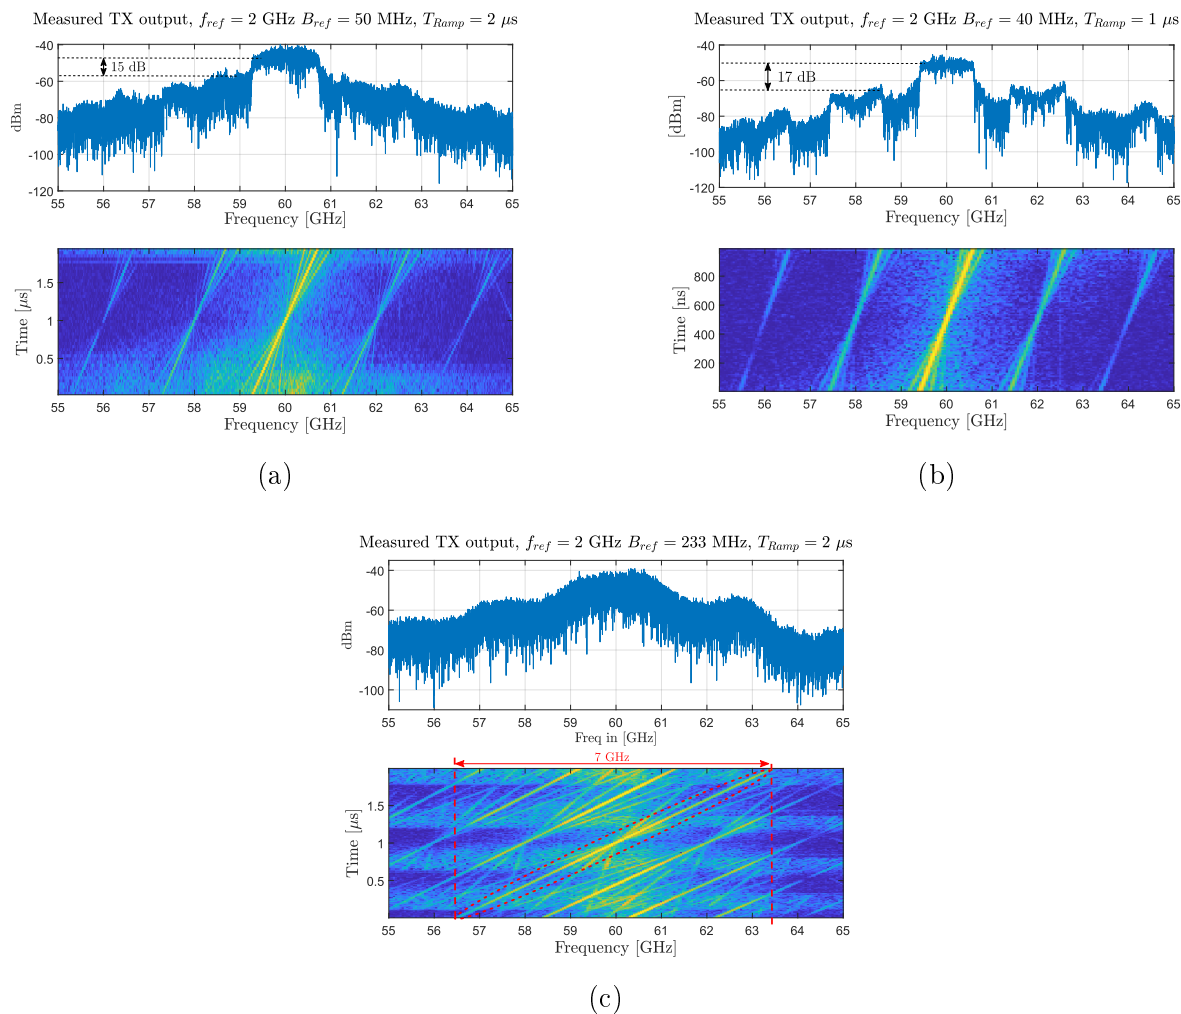 Measured TX output, f_ref = 2 GHz B_ref = 50 MHz, T_Ramp = 2 μs
-40
-60
-80
-100
-120
dBm
15 dB
55 56 57 58 59 60 61 62 63 64 65
Frequency [GHz]
1.5
1
0.5
Time [μs]
55 56 57 58 59 60 61 62 63 64 65
Frequency [GHz]
(a)
Measured TX output, f_ref = 2 GHz B_ref = 40 MHz, T_Ramp = 1 μs
-40
-60
-80
-100
-120
[dBm]
17 dB
55 56 57 58 59 60 61 62 63 64 65
Frequency [GHz]
800
600
400
200
Time [ns]
55 56 57 58 59 60 61 62 63 64 65
Frequency [GHz]
(b)
Measured TX output, f_ref = 2 GHz B_ref = 233 MHz, T_Ramp = 2 μs
-40
-60
-80
-100
dBm
55 56 57 58 59 60 61 62 63 64 65
Freq in [GHz]
7 GHz
1.5
1
0.5
Time [μs]
55 56 57 58 59 60 61 62 63 64 65
Frequency [GHz]
(c)